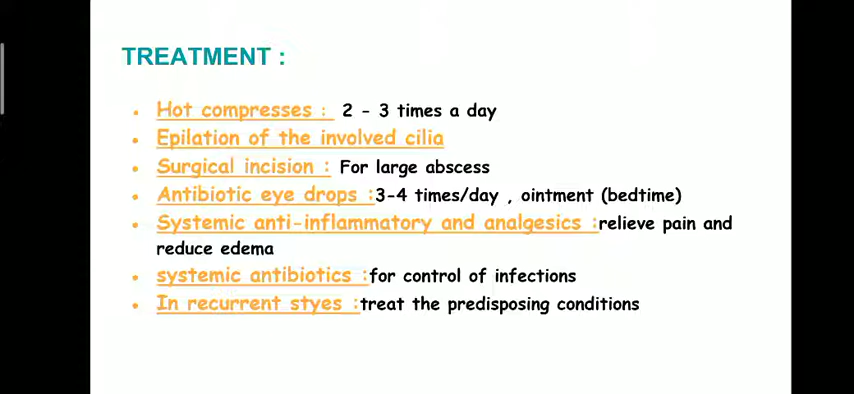 TREATMENT :
• Hot compresses : 2 - 3 times a day
• Epilation of the involved cilia
• Surgical incision : For large abscess
• Antibiotic eye drops :3-4 times/day , ointment (bedtime)
• Systemic anti-inflammatory and analgesics :relieve pain and
reduce edema
• systemic antibiotics :for control of infections
• In recurrent styes :treat the predisposing conditions